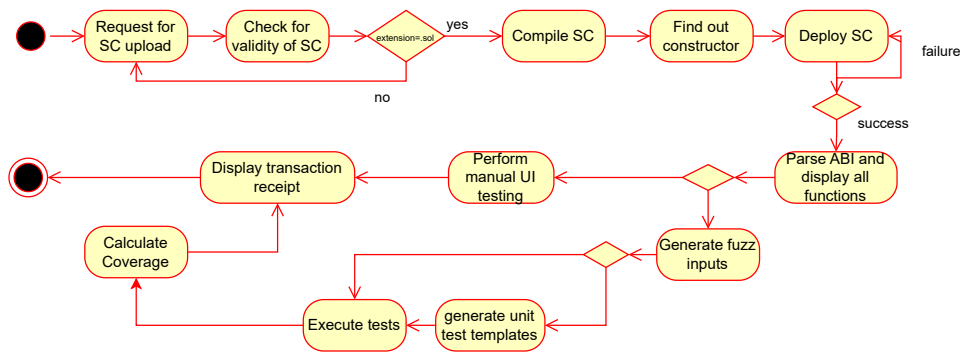 Request for
SC upload
Check for
validity of SC
extension=.sol
yes
no
Compile SC
Find out
constructor
Deploy SC
failure
success
Parse ABI and
display all
functions
Perform
manual UI
testing
Display transaction
receipt
Generate fuzz
inputs
Calculate
Coverage
Execute tests
generate unit
test templates